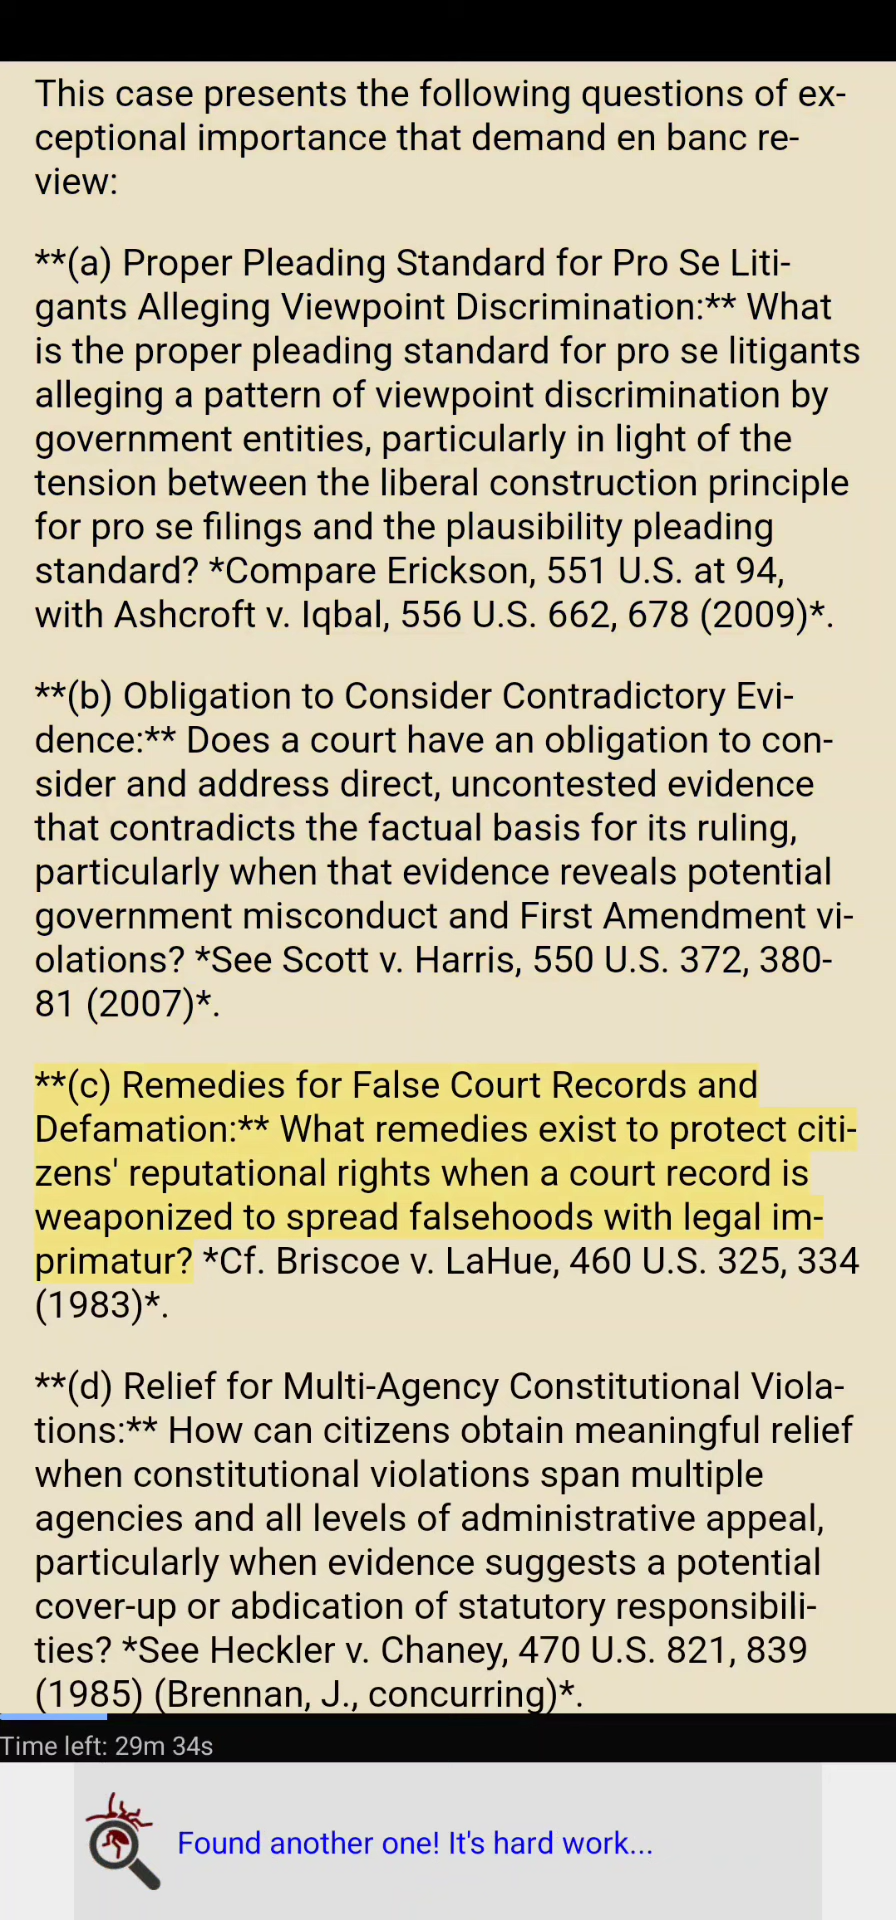 This case presents the following questions of ex-
ceptional importance that demand en banc re-
view:
**(a) Proper Pleading Standard for Pro Se Liti-
gants Alleging Viewpoint Discrimination:** What
is the proper pleading standard for pro se litigants
alleging a pattern of viewpoint discrimination by
government entities, particularly in light of the
tension between the liberal construction principle
for pro se filings and the plausibility pleading
standard? *Compare Erickson, 551 U.S. at 94,
with Ashcroft v. Iqbal, 556 U.S. 662, 678 (2009)*.
**(b) Obligation to Consider Contradictory Evi-
dence:** Does a court have an obligation to con-
sider and address direct, uncontested evidence
that contradicts the factual basis for its ruling,
particularly when that evidence reveals potential
government misconduct and First Amendment vi-
olations? *See Scott v. Harris, 550 U.S. 372, 380-
81 (2007)*.
**(c) Remedies for False Court Records and
Defamation:** What remedies exist to protect citi-
zens' reputational rights when a court record is
weaponized to spread falsehoods with legal im-
primatur? *Cf. Briscoe v. LaHue, 460 U.S. 325, 334
(1983)*.
**(d) Relief for Multi-Agency Constitutional Viola-
tions:** How can citizens obtain meaningful relief
when constitutional violations span multiple
agencies and all levels of administrative appeal,
particularly when evidence suggests a potential
cover-up or abdication of statutory responsibili-
ties? *See Heckler v. Chaney, 470 U.S. 821, 839
(1985) (Brennan, J., concurring)*.
Time left: 29m 34s
Found another one! It's hard work...